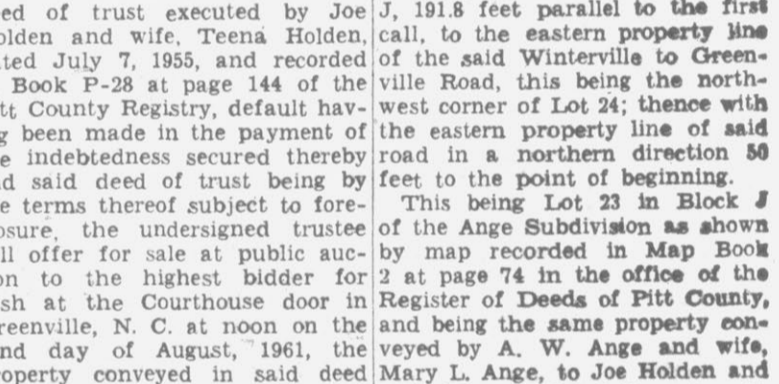 ed of trust executed by Joe
olden and wife, Teena Holden,
ted July 7, 1955, and recorded
Book P-28 at page 144 of the
tt County Registry, default hav-
g been made in the payment of
e indebtedness secured thereby
d said deed of trust being by
e terms thereof subject to fore-
osure, the undersigned trustee
ll offer for sale at public auc-
on to the highest bidder for
sh at the Courthouse door in
reenville, N. C. at noon on the
nd day of August, 1961, the
operty conveyed in said deed
J, 191.8 feet parallel to the first
call, to the eastern property line
of the said Winterville to Green-
ville Road, this being the north-
west corner of Lot 24; thence with
the eastern property line of said
road in a northern direction 50
feet to the point of beginning.
This being Lot 23 in Block J
of the Ange Subdivision as shown
by map recorded in Map Book
2 at page 74 in the office of the
Register of Deeds of Pitt County,
and being the same property con-
veyed by A. W. Ange and wife,
Mary L. Ange, to Joe Holden and